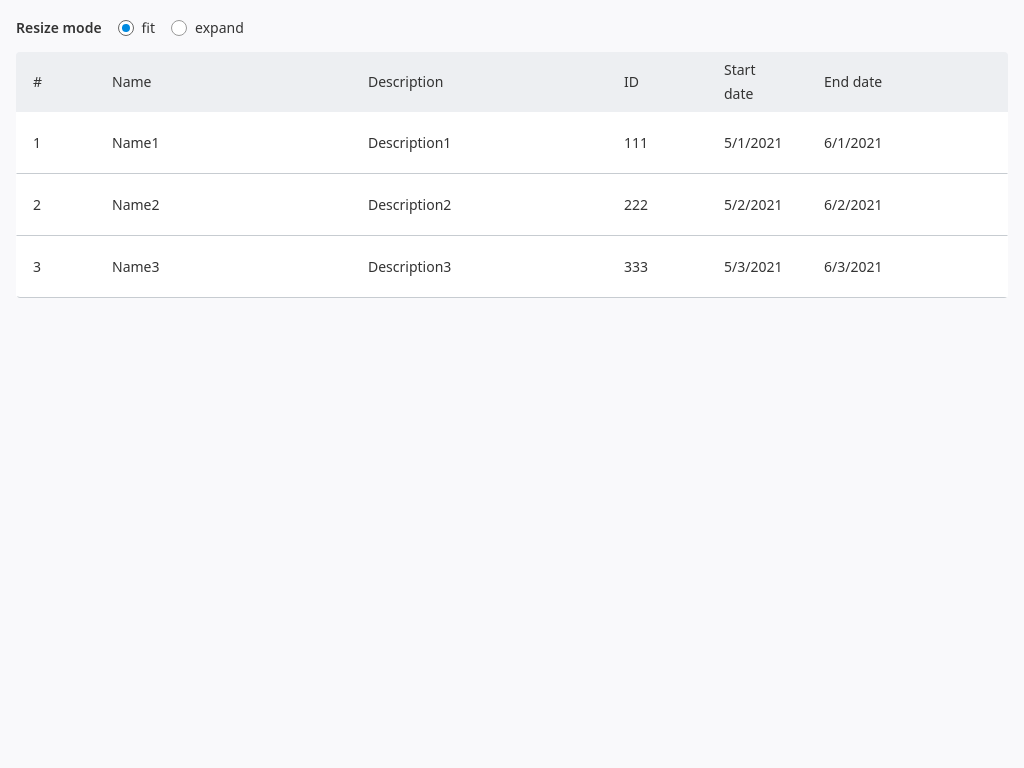 Resize mode fit expand
# Name Description ID Start date End date
1 Name1 Description1 111 5/1/2021 6/1/2021
2 Name2 Description2 222 5/2/2021 6/2/2021
3 Name3 Description3 333 5/3/2021 6/3/2021